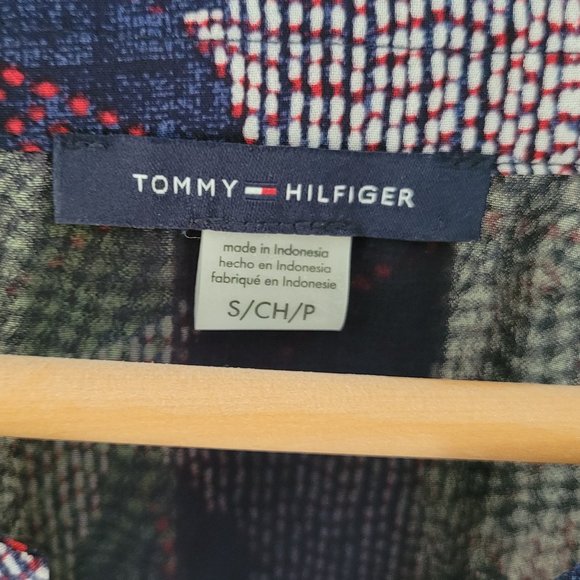 TOMMY HILFIGER
made in Indonesia
hecho en Indonesia
fabriqué en Indonesie
S/CH/P